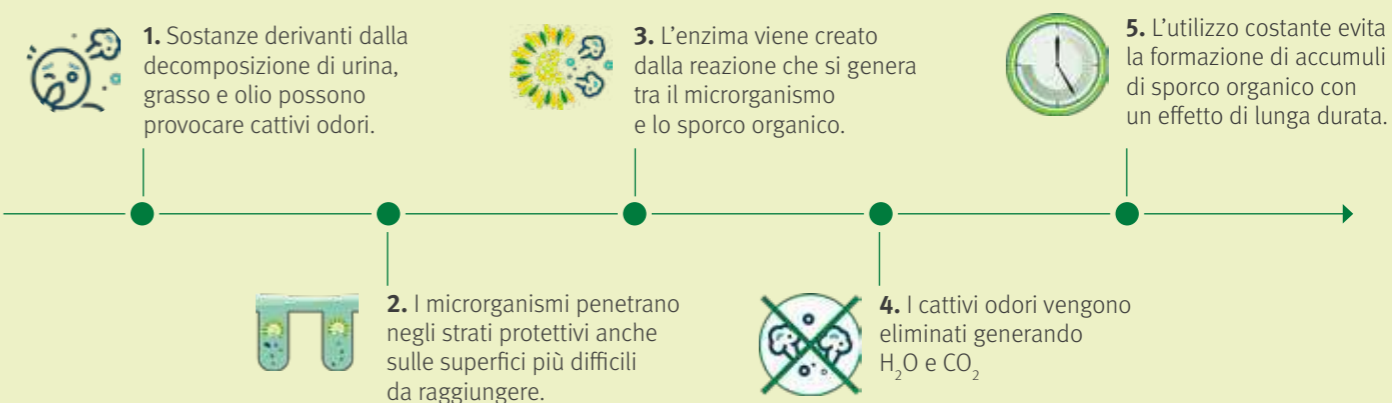 1. Sostanze derivanti dalla
decomposizione di urina,
grasso e olio possono
provocare cattivi odori.
2. I microrganismi penetrano
negli strati protettivi anche
sulle superfici più difficili
da raggiungere.
3. L’enzima viene creato
dalla reazione che si genera
tra il microrganismo
e lo sporco organico.
4. I cattivi odori vengono
eliminati generando
H₂O e CO₂
5. L’utilizzo costante evita
la formazione di accumuli
di sporco organico con
un effetto di lunga durata.